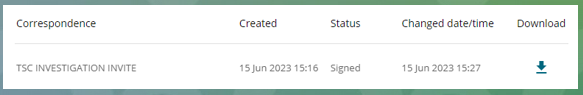 Correspondence Created Status Changed date/time Download
TSC INVESTIGATION INVITE 15 Jun 2023 15:16 Signed 15 Jun 2023 15:27